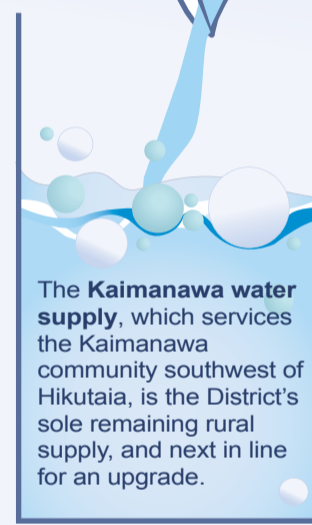 The Kaimanawa water
supply, which services
the Kaimanawa
community southwest of
Hikutaia, is the District’s
sole remaining rural
supply, and next in line
for an upgrade.